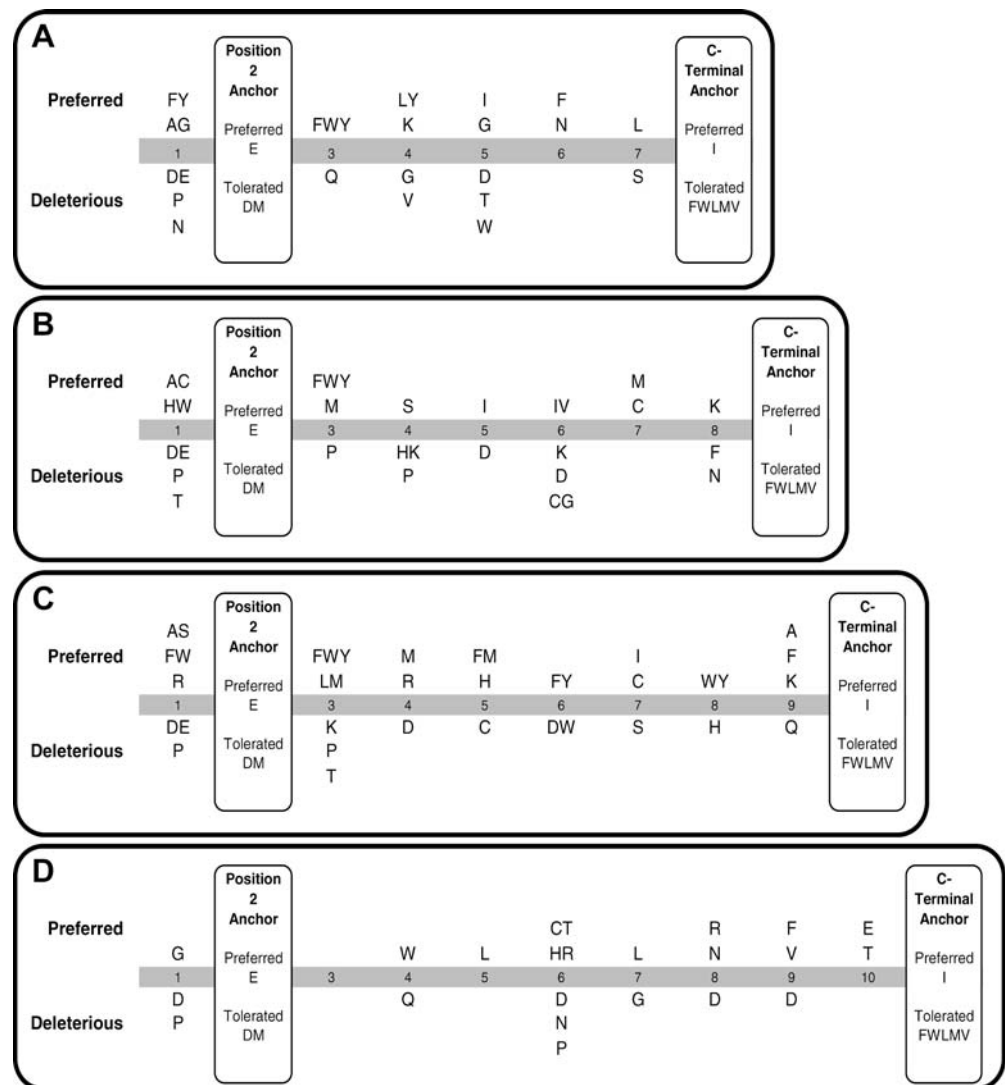 A
Position
2
Anchor
C-
Terminal
Anchor
Preferred
FY
AG
Preferred
E
FWY
LY
K
I
G
F
N
L
Preferred
I
1
3
4
5
6
7
Deleterious
DE
P
N
Tolerated
DM
Q
G
V
D
T
W
S
Tolerated
FWLMV
B
Position
2
Anchor
C-
Terminal
Anchor
Preferred
AC
HW
Preferred
E
FWY
M
S
I
IV
M
C
K
Preferred
I
1
3
4
5
6
7
8
Deleterious
DE
P
T
Tolerated
DM
P
HK
P
D
K
D
CG
F
N
Tolerated
FWLMV
C
Position
2
Anchor
C-
Terminal
Anchor
Preferred
AS
FW
R
Preferred
E
FWY
LM
M
R
FM
H
FY
I
C
WY
A
F
K
Preferred
I
1
3
4
5
6
7
8
9
Deleterious
DE
P
Tolerated
DM
K
P
T
D
C
DW
S
H
Q
Tolerated
FWLMV
D
Position
2
Anchor
C-
Terminal
Anchor
Preferred
G
Preferred
E
W
L
CT
HR
L
R
N
F
V
E
T
Preferred
I
1
3
4
5
6
7
8
9
10
Deleterious
D
P
Tolerated
DM
Q
D
N
P
G
D
D
Tolerated
FWLMV